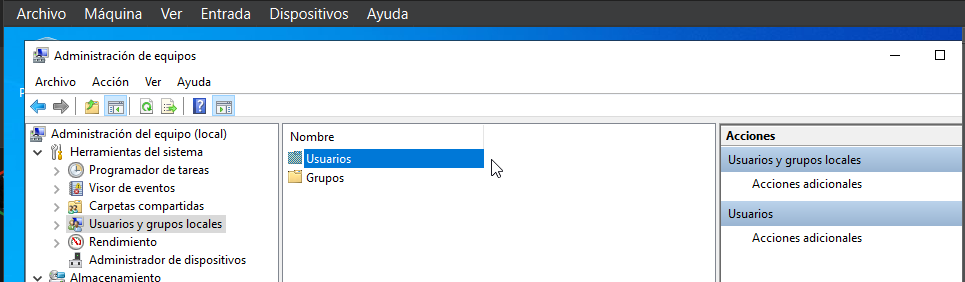 Archivo Máquina Ver Entrada Dispositivos Ayuda
Administración de equipos
Archivo Acción Ver Ayuda
Administración del equipo (local)
Herramientas del sistema
Programador de tareas
Visor de eventos
Carpetas compartidas
Usuarios y grupos locales
Rendimiento
Administrador de dispositivos
Almacenamiento
Nombre
Usuarios
Grupos
Acciones
Usuarios y grupos locales
Acciones adicionales
Usuarios
Acciones adicionales